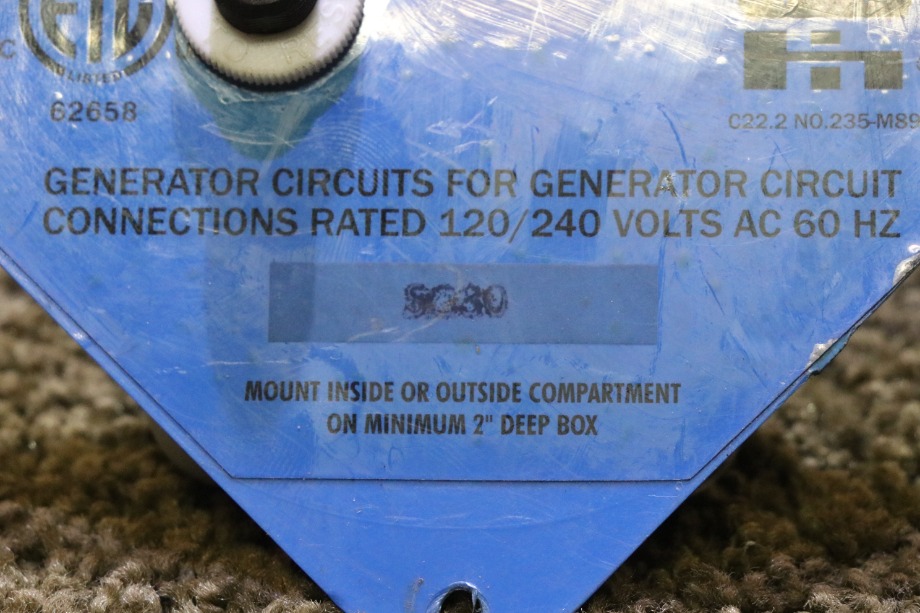 C
LISTED
62658
C22.2 NO.235-M89
GENERATOR CIRCUITS FOR GENERATOR CIRCUIT
CONNECTIONS RATED 120/240 VOLTS AC 60 HZ
MOUNT INSIDE OR OUTSIDE COMPARTMENT
ON MINIMUM 2" DEEP BOX